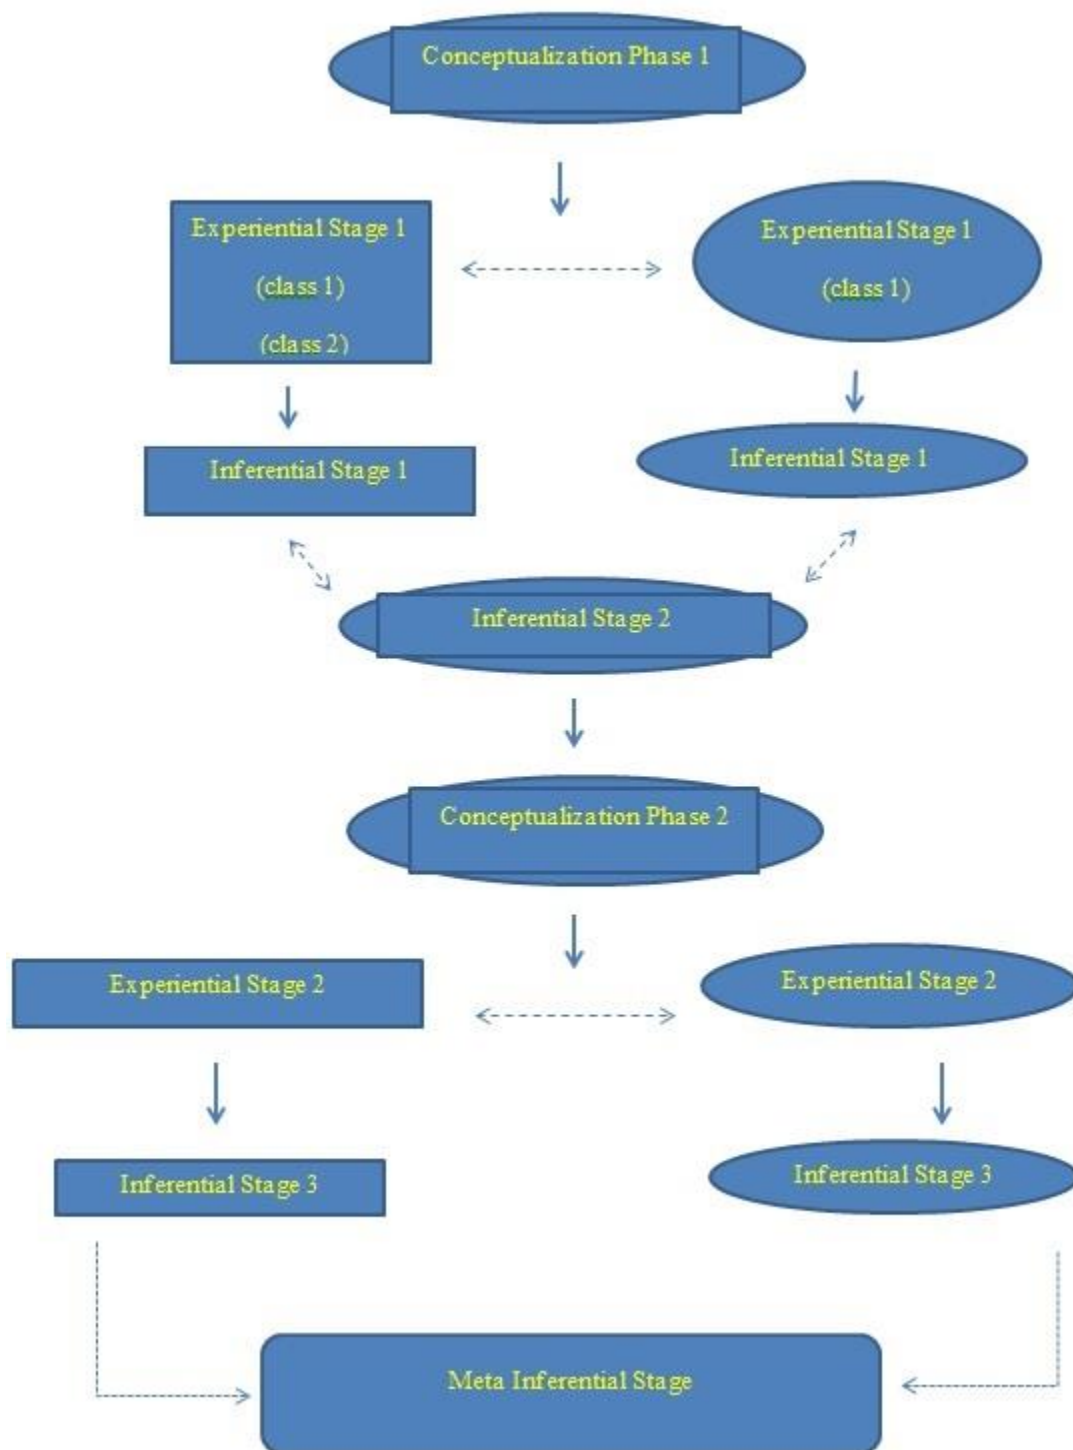 Conceptualization Phase 1
Experiential Stage 1
(class 1)
(class 2)
Experiential Stage 1
(class 1)
Inferential Stage 1
Inferential Stage 1
Inferential Stage 2
Conceptualization Phase 2
Experiential Stage 2
Experiential Stage 2
Inferential Stage 3
Inferential Stage 3
Meta Inferential Stage